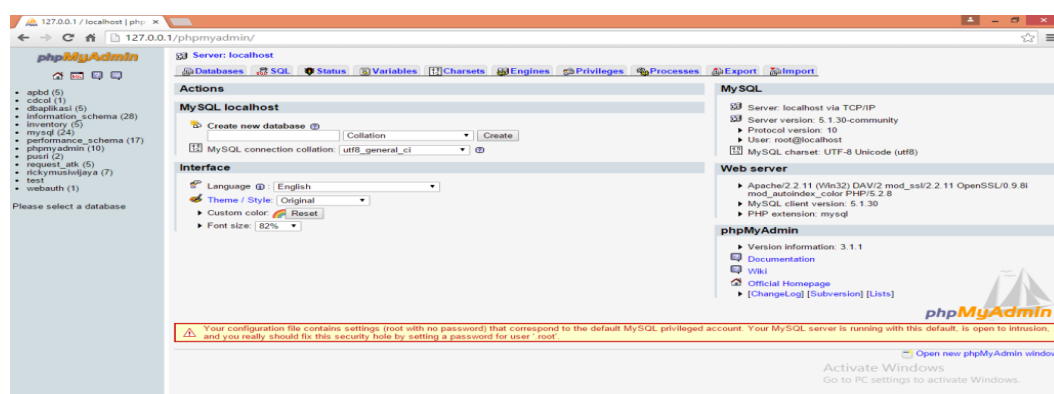 127.0.0.1 / localhost | php
127.0.0.1/phpmyadmin/
phpMyAdmin
apbd (5)
cdcol (1)
dbaplikasi (5)
information_schema (28)
inventory (5)
mysql (24)
performance_schema (17)
phpmyadmin (10)
pusri (2)
request_atk (5)
rickymusiwijaya (7)
test
webauth (1)
Please select a database
Server: localhost
Databases SQL Status Variables Charsets Engines Privileges Processes Export Import
Actions
MySQL localhost
Create new database
Collation Create
MySQL connection collation: utf8_general_ci
Interface
Language : English
Theme / Style: Original
Custom color: Reset
Font size: 82%
MySQL
Server: localhost via TCP/IP
Server version: 5.1.30-community
Protocol version: 10
User: root@localhost
MySQL charset: UTF-8 Unicode (utf8)
Web server
Apache/2.2.11 (Win32) DAV/2 mod_ssl/2.2.11 OpenSSL/0.9.8i
mod_autoindex_color PHP/5.2.8
MySQL client version: 5.1.30
PHP extension: mysql
phpMyAdmin
Version information: 3.1.1
Documentation
Wiki
Official Homepage
[ChangeLog] [Subversion] [Lists]
phpMyAdmin
Your configuration file contains settings (root with no password) that correspond to the default MySQL privileged account. Your MySQL server is running with this default, is open to intrusion,
and you really should fix this security hole by setting a password for user 'root'.
Open new phpMyAdmin window
Activate Windows
Go to PC settings to activate Windows.